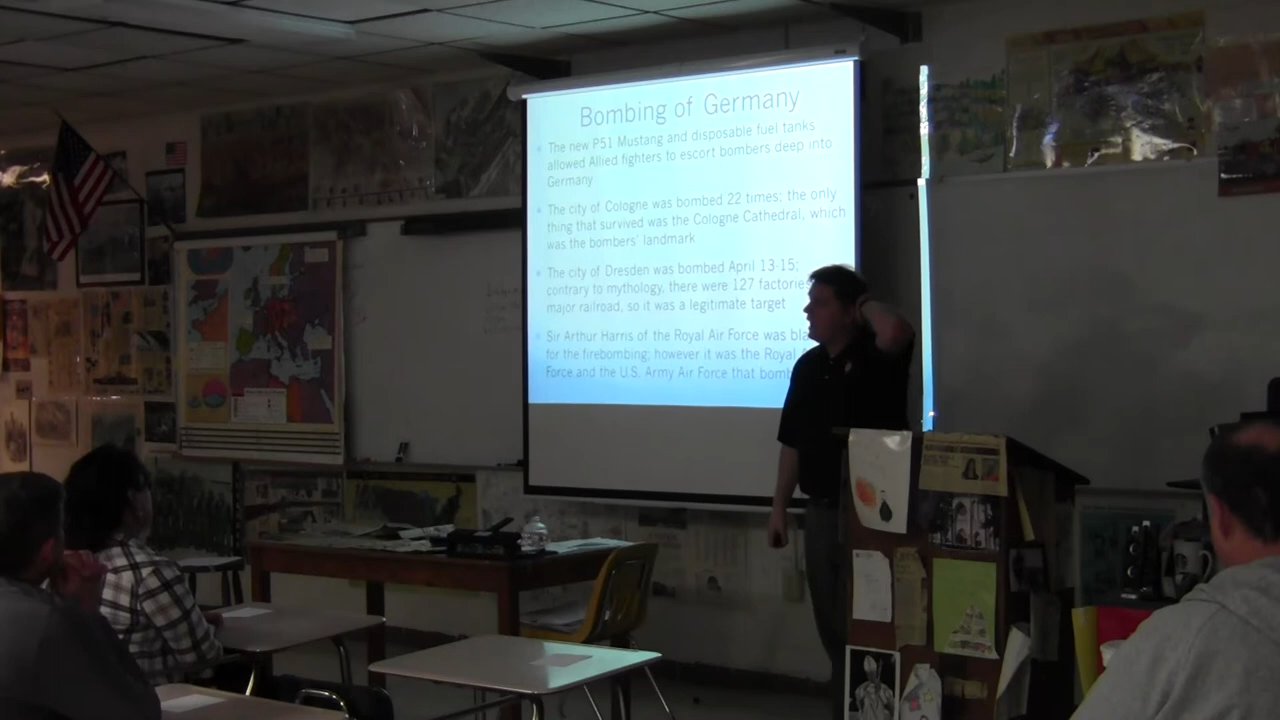 Bombing of Germany
The new P51 Mustang and disposable fuel tanks
allowed Allied fighters to escort bombers deep into
Germany
The city of Cologne was bombed 22 times; the only
thing that survived was the Cologne Cathedral, which
was the bombers' landmark
The city of Dresden was bombed April 13-15;
contrary to mythology, there were 127 factories
major railroad, so it was a legitimate target
Sir Arthur Harris of the Royal Air Force was
for the firebombing; however it was the Royal
Force and the U.S. Army Air Force that